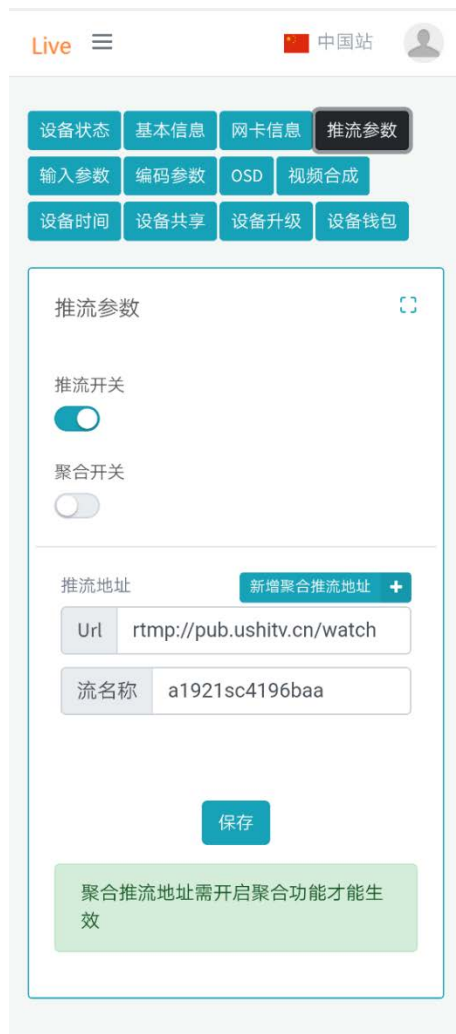 Live 中国站
设备状态 基本信息 网卡信息 推流参数
输入参数 编码参数 OSD 视频合成
设备时间 设备共享 设备升级 设备钱包
推流参数
推流开关
聚合开关
推流地址 新增聚合推流地址 +
Url rtmp://pub.ushitv.cn/watch
流名称 a1921sc4196baa
保存
聚合推流地址需开启聚合功能才能生
效